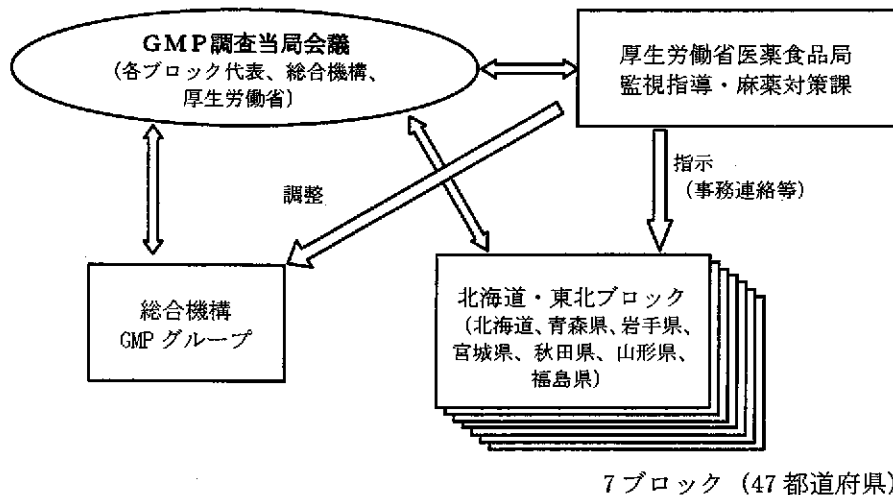 GMP調査当局会議
(各ブロック代表、総合機構、
厚生労働省)
厚生労働省医薬食品局
監視指導・麻薬対策課
調整
指示
(事務連絡等)
総合機構
GMPグループ
北海道・東北ブロック
(北海道、青森県、岩手県、
宮城県、秋田県、山形県、
福島県)
7ブロック(47都道府県)